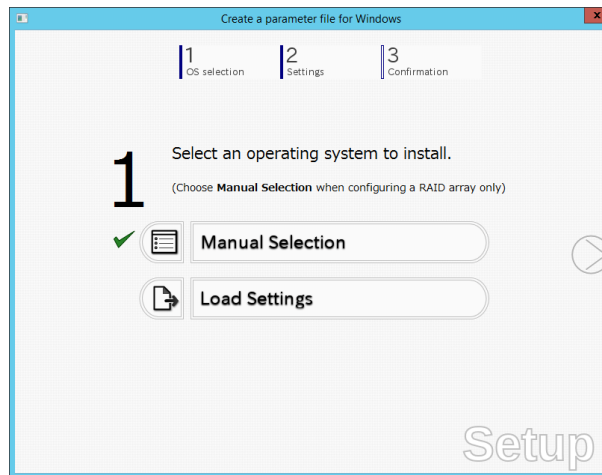 Create a parameter file for Windows
x
1
OS selection
2
Settings
3
Confirmation
1
Select an operating system to install.
(Choose Manual Selection when configuring a RAID array only)
Manual Selection
Load Settings
Setup